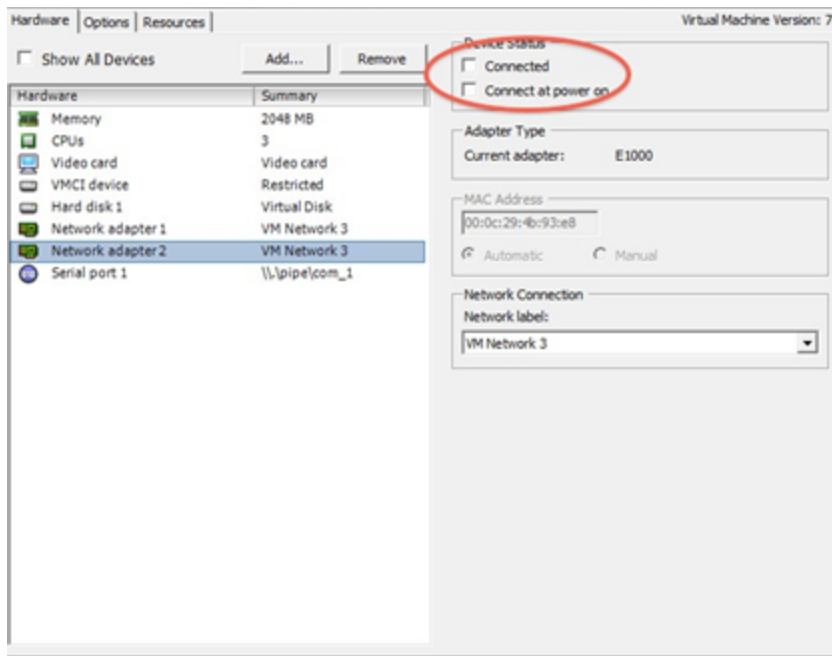 Hardware Options Resources Virtual Machine Version: 7
Show All Devices Add... Remove
Device Status
Connected
Connect at power on
Hardware Summary
Memory 2048 MB
CPUs 3
Video card Video card
VMCI device Restricted
Hard disk 1 Virtual Disk
Network adapter 1 VM Network 3
Network adapter 2 VM Network 3
Serial port 1 \\.\pipe\com_1
Adapter Type
Current adapter: E1000
MAC Address
00:0c:29:4b:93:e8
Automatic Manual
Network Connection
Network label:
VM Network 3